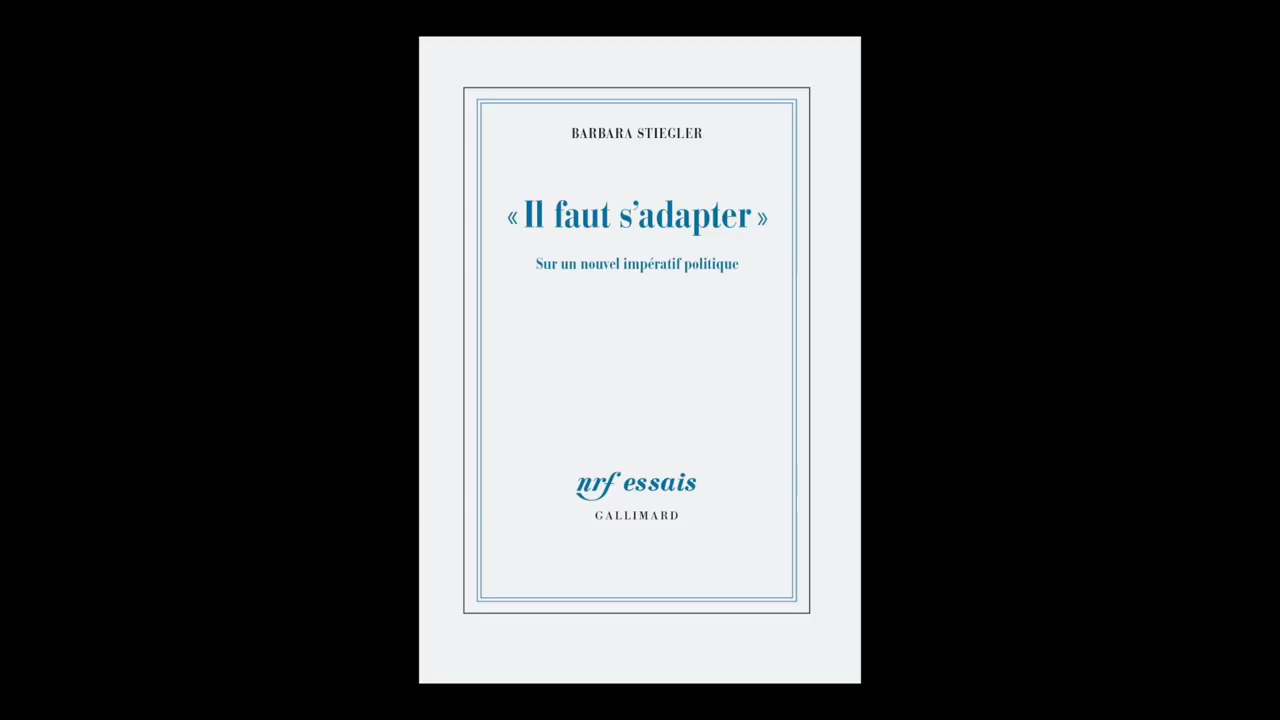 BARBARA STIEGLER
« Il faut s’adapter »
Sur un nouvel impératif politique
nrf essais
GALLIMARD